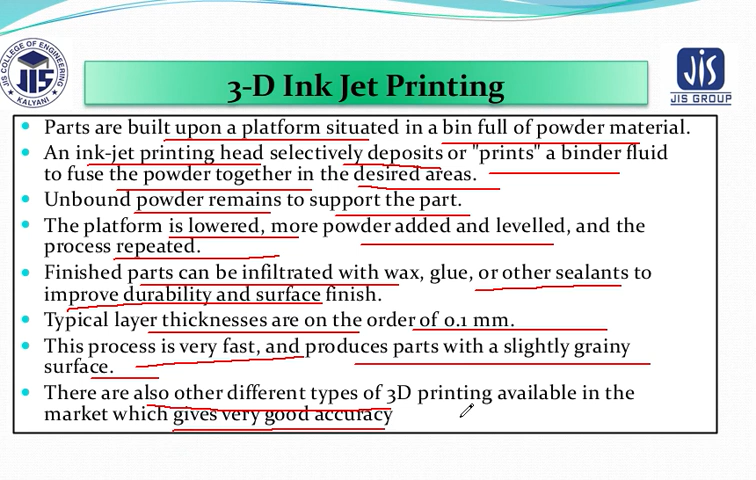 JIS COLLEGE OF ENGINEERING
JIS
KALYANI
3-D Ink Jet Printing
JIS
JIS GROUP
Parts are built upon a platform situated in a bin full of powder material.
An ink-jet printing head selectively deposits or "prints" a binder fluid
to fuse the powder together in the desired areas.
Unbound powder remains to support the part.
The platform is lowered, more powder added and levelled, and the
process repeated.
Finished parts can be infiltrated with wax, glue, or other sealants to
improve durability and surface finish.
Typical layer thicknesses are on the order of 0.1 mm.
This process is very fast, and produces parts with a slightly grainy
surface.
There are also other different types of 3D printing available in the
market which gives very good accuracy